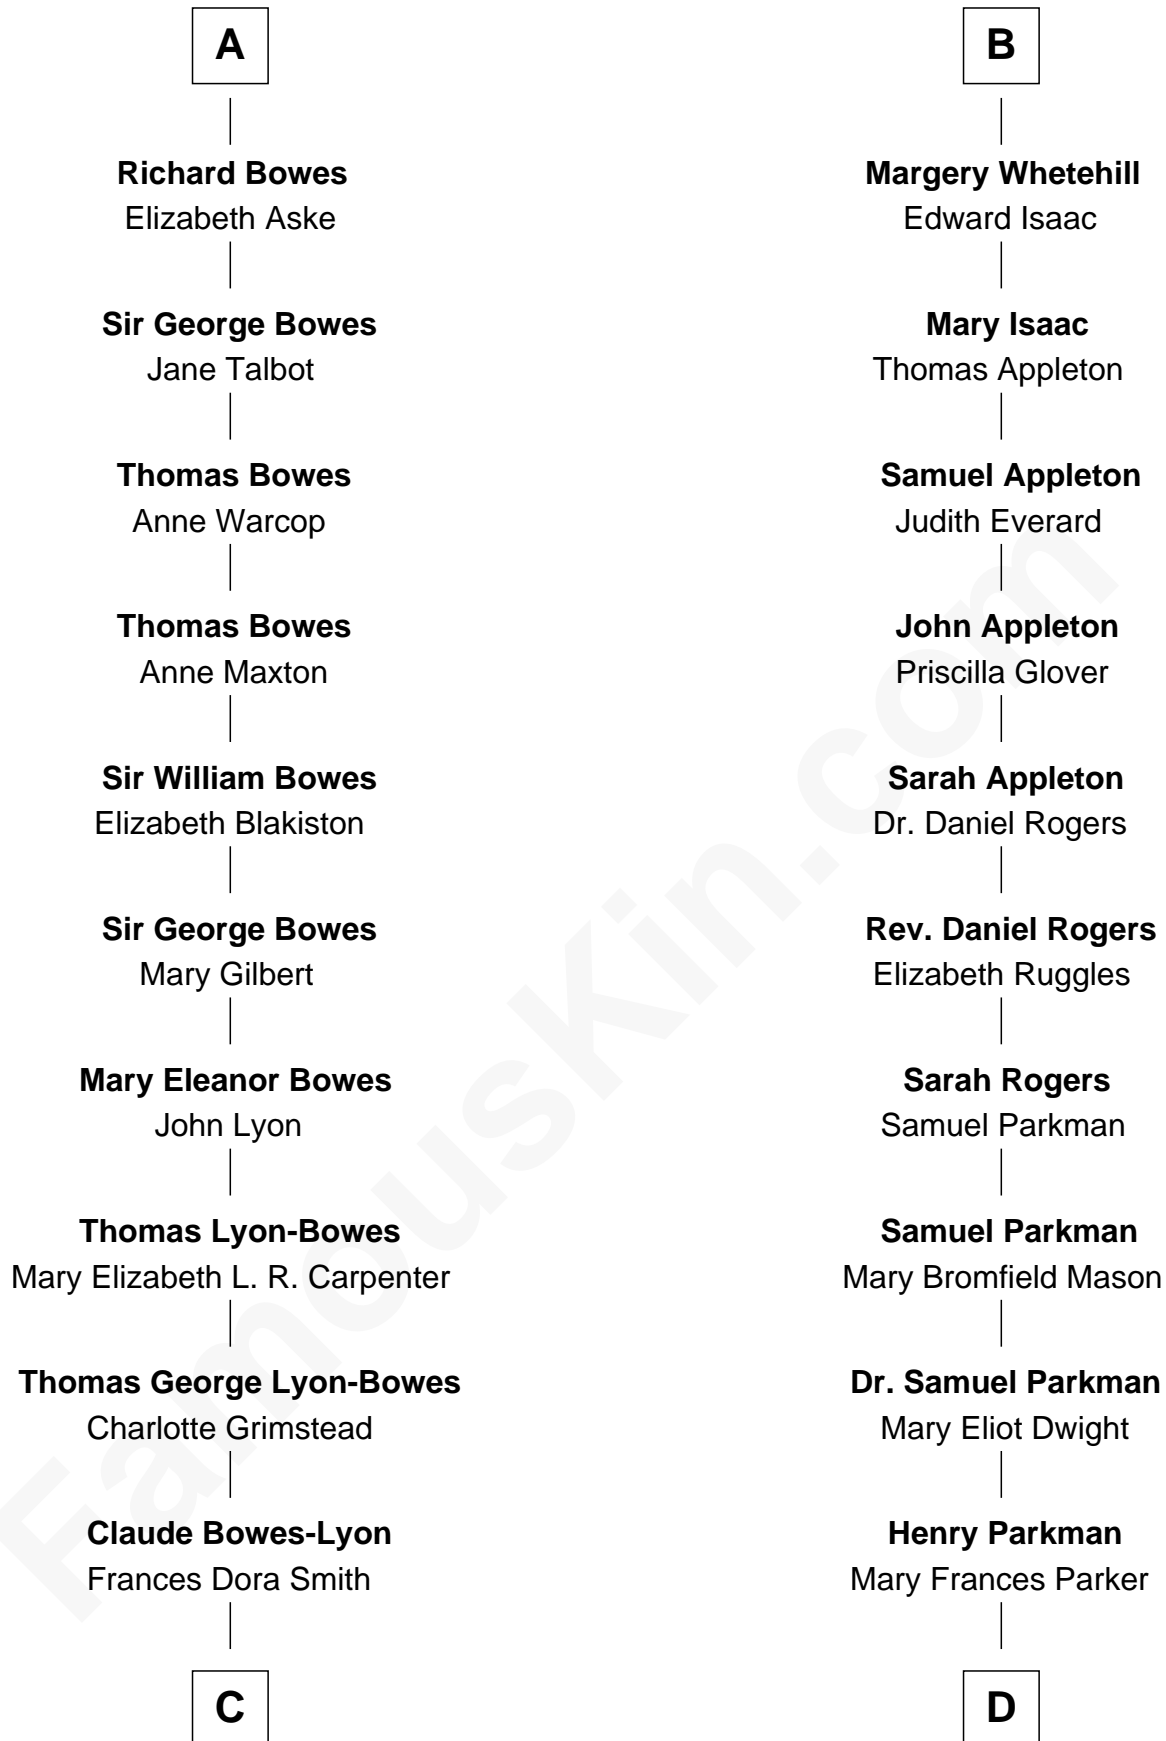 A
Richard Bowes
Elizabeth Aske
Sir George Bowes
Jane Talbot
Thomas Bowes
Anne Warcop
Thomas Bowes
Anne Maxton
Sir William Bowes
Elizabeth Blakiston
Sir George Bowes
Mary Gilbert
Mary Eleanor Bowes
John Lyon
Thomas Lyon-Bowes
Mary Elizabeth L. R. Carpenter
Thomas George Lyon-Bowes
Charlotte Grimstead
Claude Bowes-Lyon
Frances Dora Smith
C
B
Margery Whetehill
Edward Isaac
Mary Isaac
Thomas Appleton
Samuel Appleton
Judith Everard
John Appleton
Priscilla Glover
Sarah Appleton
Dr. Daniel Rogers
Rev. Daniel Rogers
Elizabeth Ruggles
Sarah Rogers
Samuel Parkman
Samuel Parkman
Mary Bromfield Mason
Dr. Samuel Parkman
Mary Eliot Dwight
Henry Parkman
Mary Frances Parker
D
FamousKin.com